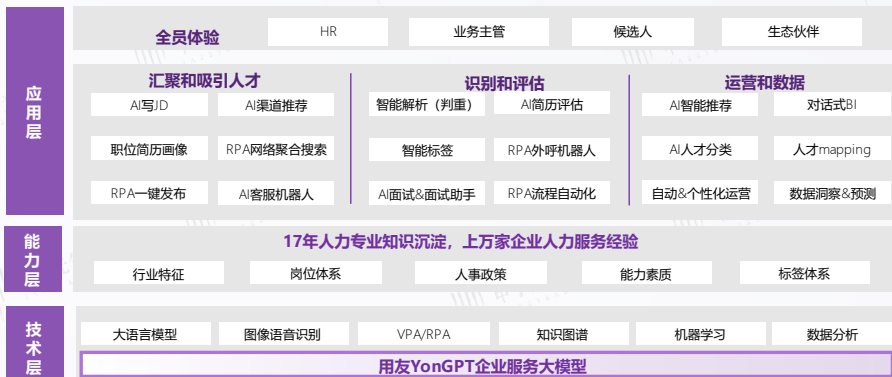 应用层
全员体验 HR 业务主管 候选人 生态伙伴
汇聚和吸引人才 识别和评估 运营和数据
AI写JD AI渠道推荐 智能解析（判重） AI简历评估 AI智能推荐 对话式BI
职位简历画像 RPA网络聚合搜索 智能标签 RPA外呼机器人 AI人才分类 人才mapping
RPA一键发布 AI客服机器人 AI面试&面试助手 RPA流程自动化 自动&个性化运营 数据洞察&预测
能力层
17年人力专业知识沉淀，上万家企业人力服务经验
行业特征 岗位体系 人事政策 能力素质 标签体系
技术层
大语言模型 图像语音识别 VPA/RPA 知识图谱 机器学习 数据分析
用友YonGPT企业服务大模型